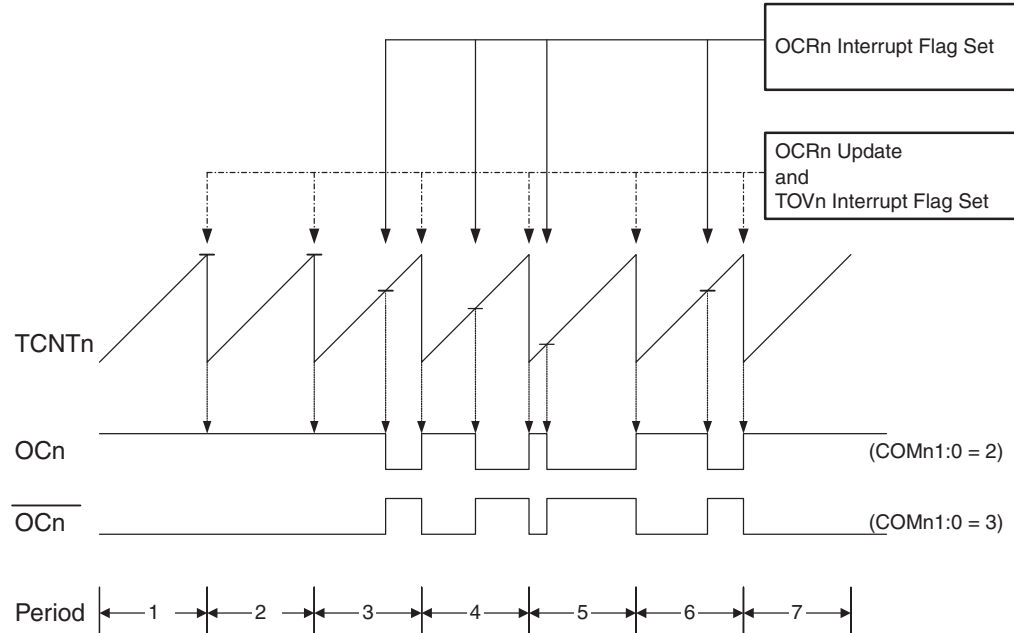 OCRn Interrupt Flag Set
OCRn Update
and
TOVn Interrupt Flag Set
TCNTn
OCn
(COMn1:0 = 2)
OCn
(COMn1:0 = 3)
Period
1
2
3
4
5
6
7